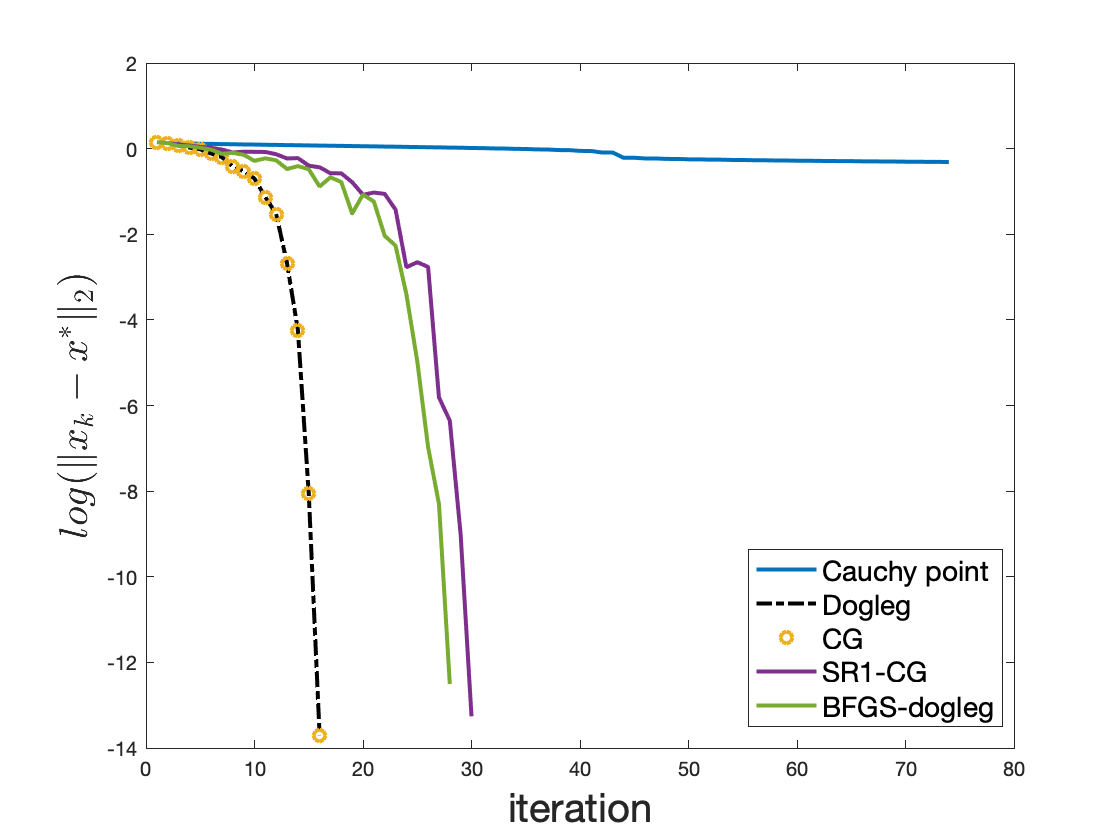 2
0
-2
-4
-6
-8
-10
-12
-14
0 10 20 30 40 50 60 70 80
log(||x_k − x*||_2)
iteration
Cauchy point
Dogleg
CG
SR1-CG
BFGS-dogleg